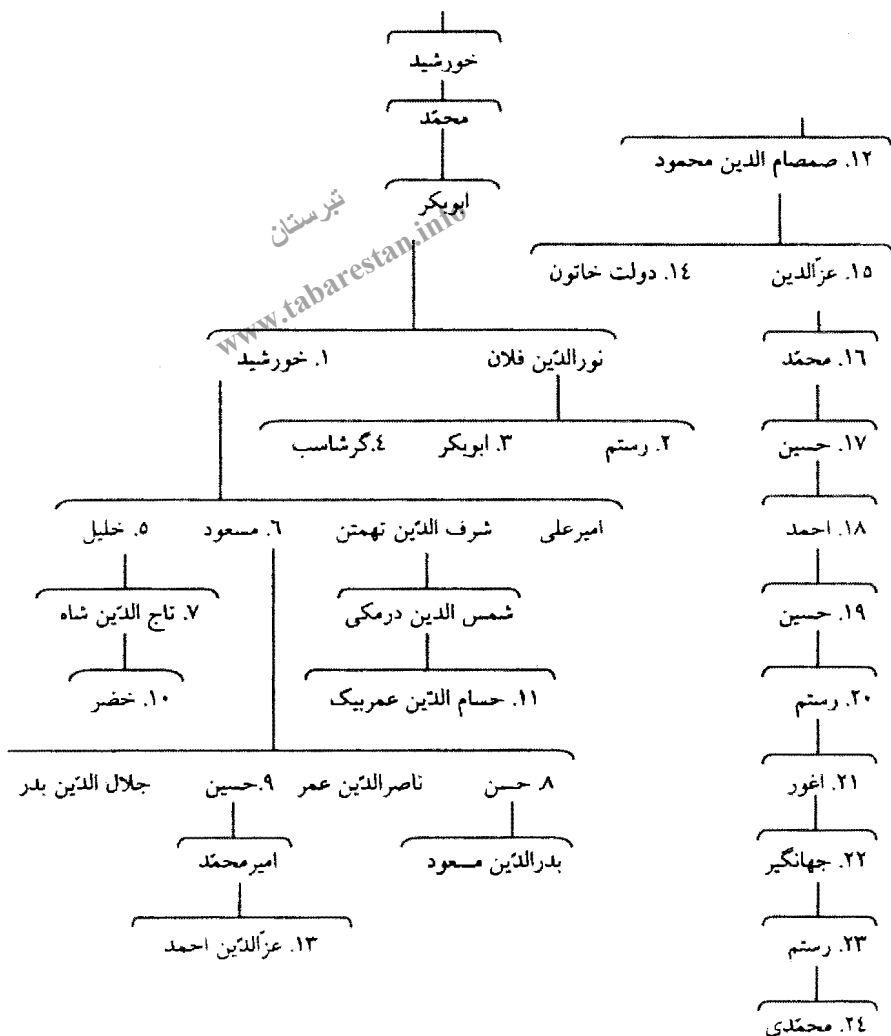 خورشید
محمّد
۱۲. صمصام الدین محمود
ابوبکر
تبرستان
www.tabarestan.info
۱۵. عزّالدین ۱۴. دولت خاتون
نورالدّین فلان ۱. خورشید
۱۶. محمّد
۲. رستم ۳. ابوبکر ٤.گرشاسب
۱۷. حسین
امیرعلی شرف الدّین تهمتن ٦. مسعود ۵. خلیل
۱۸. احمد
شمس الدین درمکی ۷. تاج الدّین شاه
۱۹. حسین
۱۱. حسام الدّین عمربیک ۱۰. خضر
۲۰. رستم
۸. حسن ناصرالدّین عمر ۹.حسین جلال الدّین بدر
۲۱. اغور
بدرالدّین مسعود امیرمحمّد
۲۲. جهانگیر
۱۳. عزّالدّین احمد
۲۳. رستم
۲٤. محمّدی